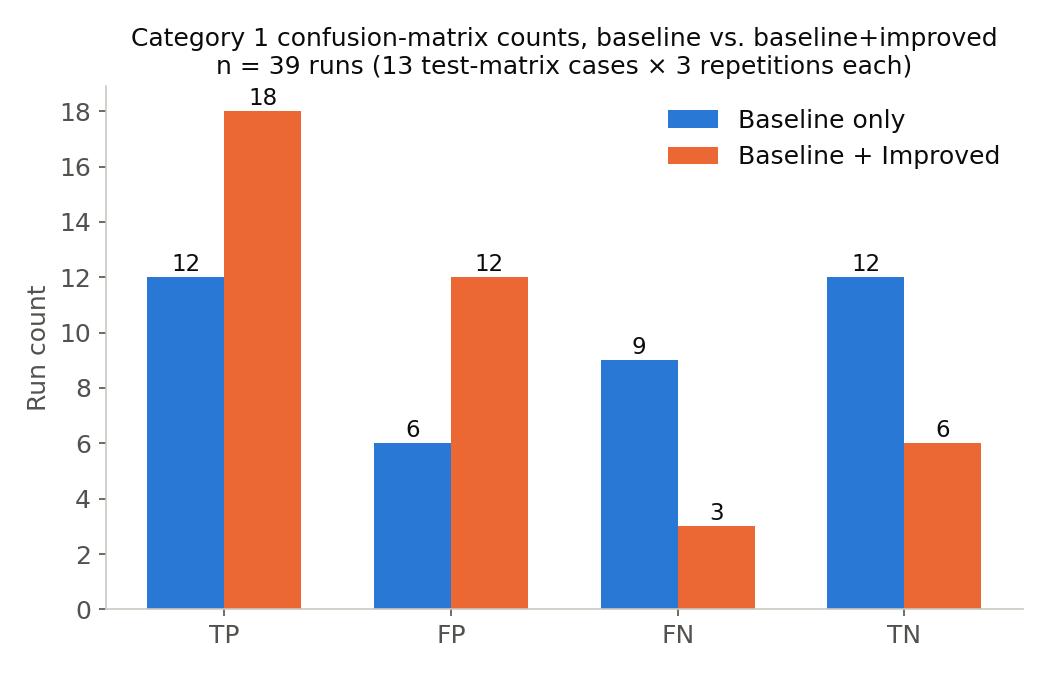 Category 1 confusion-matrix counts, baseline vs. baseline+improved
n = 39 runs (13 test-matrix cases × 3 repetitions each)
Baseline only
Baseline + Improved
Run count
18
16
14
12
10
8
6
4
2
0
12
18
6
12
9
3
12
6
TP
FP
FN
TN